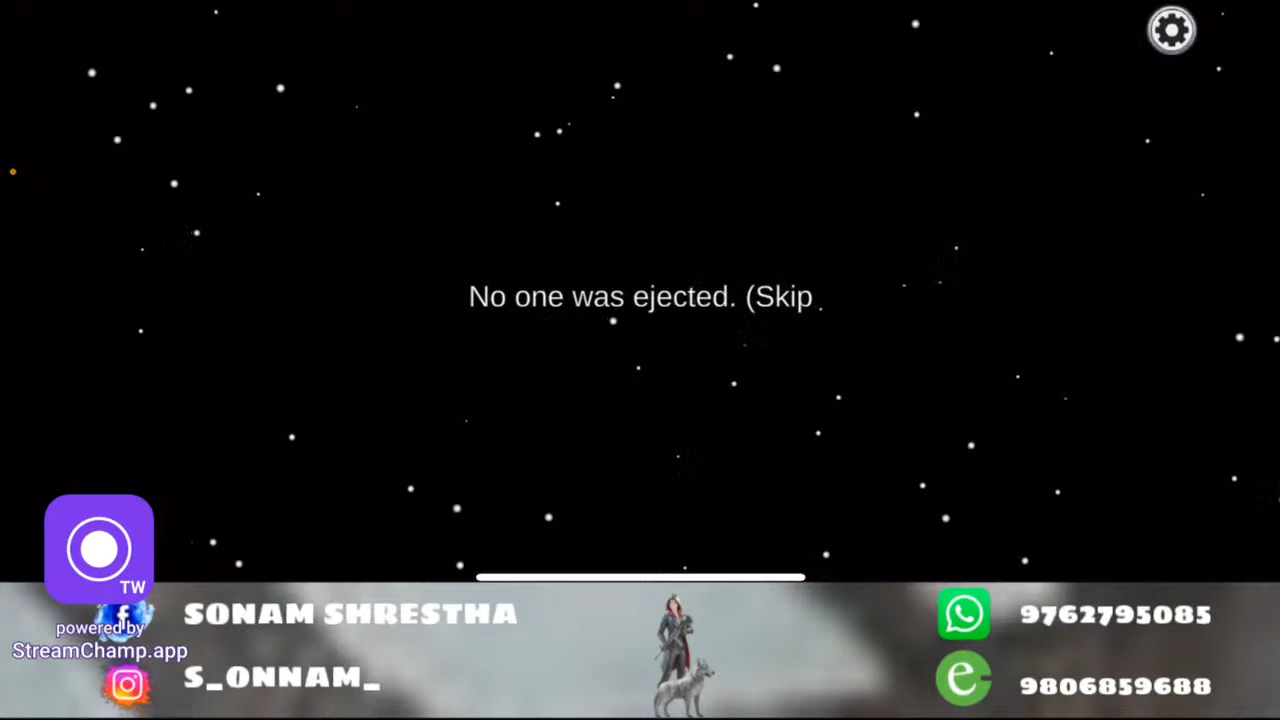 No one was ejected. (Skip
TW
SONAM SHRESTHA
9762795085
powered by
StreamChamp.app
S_ONNAM_
9806859688